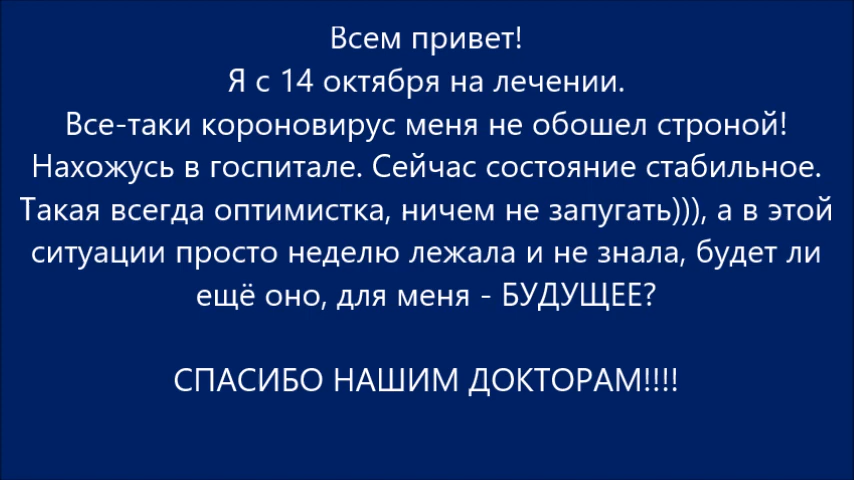 Всем привет!
Я с 14 октября на лечении.
Все-таки короновирус меня не обошел строной!
Нахожусь в госпитале. Сейчас состояние стабильное.
Такая всегда оптимистка, ничем не запугать))), а в этой
ситуации просто неделю лежала и не знала, будет ли
ещё оно, для меня - БУДУЩЕЕ?
СПАСИБО НАШИМ ДОКТОРАМ!!!!